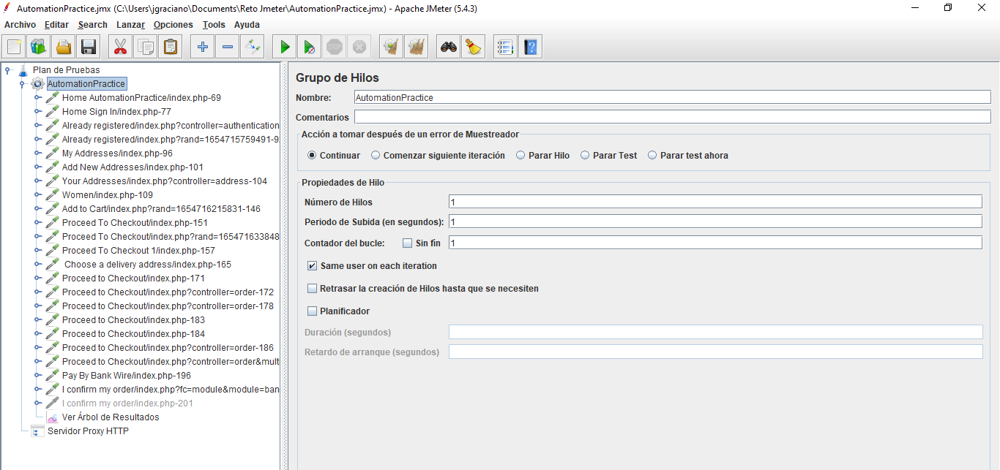 AutomationPractice.jmx (C:\Users\jgraciano\Documents\Reto Jmeter\AutomationPractice.jmx) - Apache JMeter (5.4.3)
Archivo Editar Search Lanzar Opciones Tools Ayuda
STOP
Plan de Pruebas
AutomationPractice
Home AutomationPractice/index.php-69
Home Sign In/index.php-77
Already registered/index.php?controller=authentication
Already registered/index.php?rand=1654715759491-9
My Addresses/index.php-96
Add New Addresses/index.php-101
Your Addresses/index.php?controller=address-104
Women/index.php-109
Add to Cart/index.php?rand=1654716215831-146
Proceed To Checkout/index.php-151
Proceed To Checkout/index.php?rand=165471633848
Proceed To Checkout 1/index.php-157
Choose a delivery address/index.php-165
Proceed to Checkout/index.php-171
Proceed to Checkout/index.php?controller=order-172
Proceed to Checkout/index.php?controller=order-178
Proceed to Checkout/index.php-183
Proceed to Checkout/index.php-184
Proceed to Checkout/index.php?controller=order-186
Proceed to Checkout/index.php?controller=order&mult
Pay By Bank Wire/index.php-196
I confirm my order/index.php?fc=module&module=ban
I confirm my order/index.php-201
Ver Árbol de Resultados
Servidor Proxy HTTP
Grupo de Hilos
Nombre: AutomationPractice
Comentarios
Acción a tomar después de un error de Muestreador
Continuar Comenzar siguiente iteración Parar Hilo Parar Test Parar test ahora
Propiedades de Hilo
Número de Hilos 1
Periodo de Subida (en segundos): 1
Contador del bucle: Sin fin 1
Same user on each iteration
Retrasar la creación de Hilos hasta que se necesiten
Planificador
Duración (segundos)
Retardo de arranque (segundos)